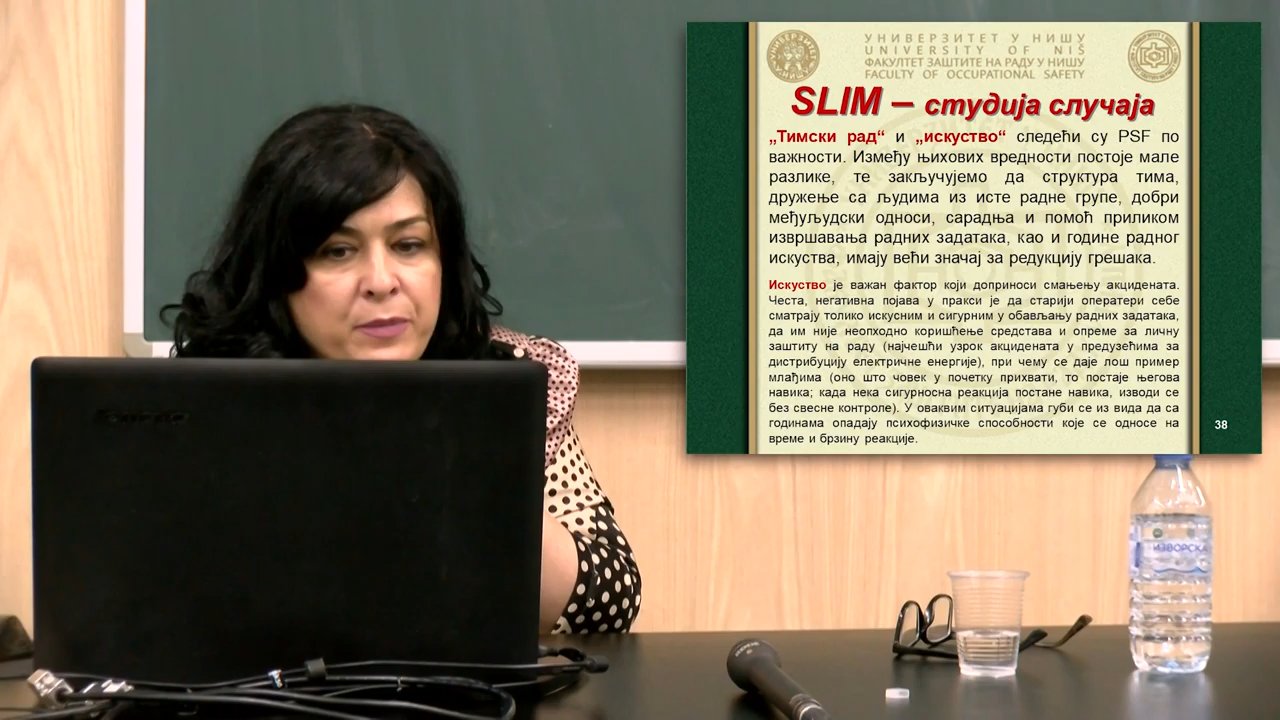 УНИВЕРЗИТЕТ У НИШУ
UNIVERSITY OF NIŠ
ФАКУЛТЕТ ЗАШТИТЕ НА РАДУ У НИШУ
FACULTY OF OCCUPATIONAL SAFETY
SLIM – студија случаја
„Тимски рад“ и „искуство“ следећи су PSF по
важности. Између њихових вредности постоје мале
разлике, те закључујемо да структура тима,
дружење са људима из исте радне групе, добри
међуљудски односи, сарадња и помоћ приликом
извршавања радних задатака, као и године радног
искуства, имају већи значај за редукцију грешака.
Искуство је важан фактор који доприноси смањењу акцидената.
Честа, негативна појава у пракси је да старији оператери себе
сматрају толико искусним и сигурним у обављању радних задатака,
да им није неопходно коришћење средстава и опреме за личну
заштиту на раду (најчешћи узрок акцидената у предузећима за
дистрибуцију електричне енергије), при чему се даје лош пример
млађима (оно што човек у почетку прихвати, то постаје његова
навика; када нека сигурносна реакција постане навика, изводи се
без свесне контроле). У оваквим ситуацијама губи се из вида да са
годинама опадају психофизичке способности које се односе на
време и брзину реакције.
38
ИЗВОРСКА